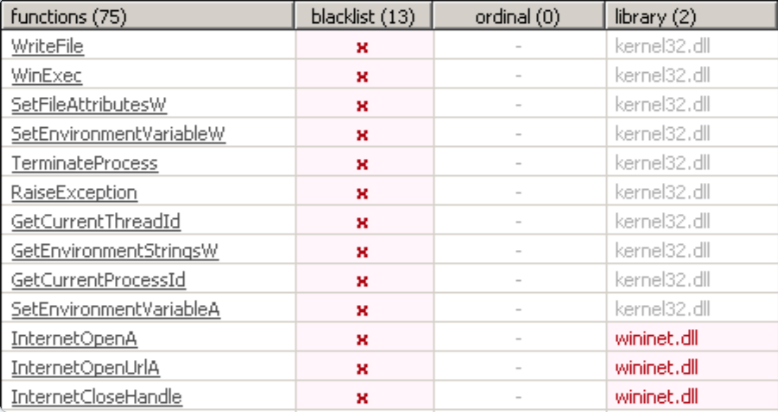 functions (75) blacklist (13) ordinal (0) library (2)
WriteFile x - kernel32.dll
WinExec x - kernel32.dll
SetFileAttributesW x - kernel32.dll
SetEnvironmentVariableW x - kernel32.dll
TerminateProcess x - kernel32.dll
RaiseException x - kernel32.dll
GetCurrentThreadId x - kernel32.dll
GetEnvironmentStringsW x - kernel32.dll
GetCurrentProcessId x - kernel32.dll
SetEnvironmentVariableA x - kernel32.dll
InternetOpenA x - wininet.dll
InternetOpenUrlA x - wininet.dll
InternetCloseHandle x - wininet.dll